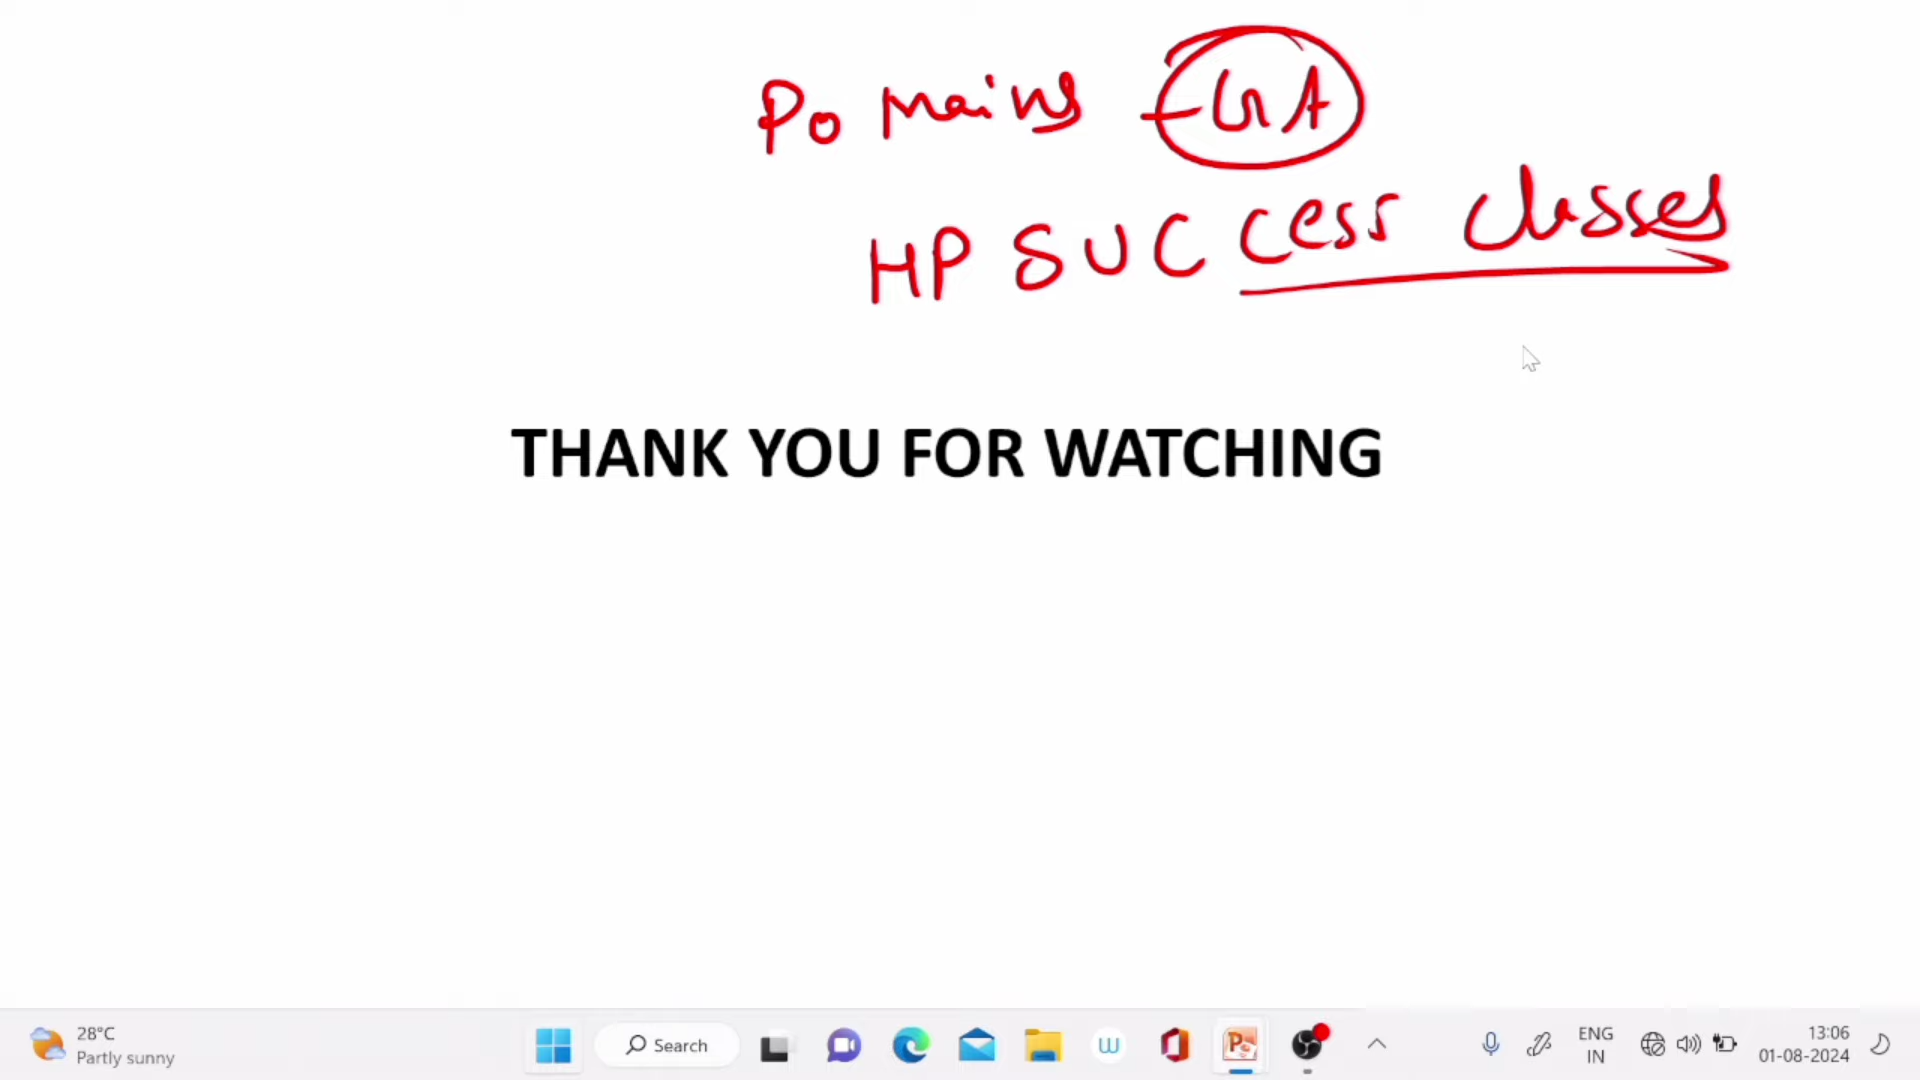 Po Mains - GA
HP SUCCESS Classes
THANK YOU FOR WATCHING
28°C
Partly sunny
Search
ENG
IN
13:06
01-08-2024